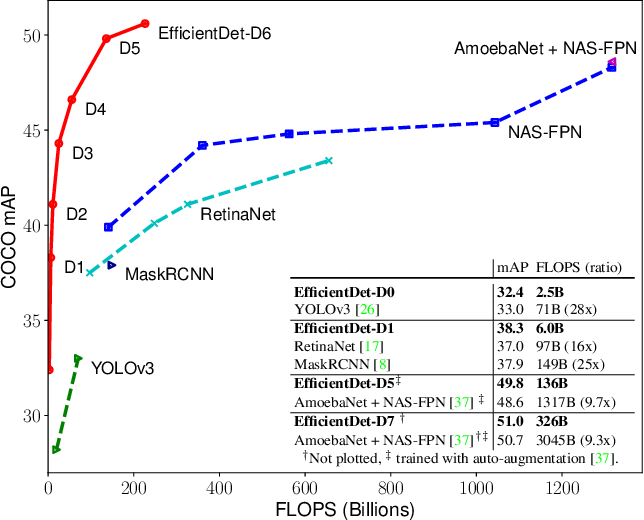 50
45
40
35
30
COCO mAP
0
200
400
600
800
1000
1200
FLOPS (Billions)
EfficientDet-D6
D5
D4
D3
D2
D1
AmoebaNet + NAS-FPN
NAS-FPN
RetinaNet
MaskRCNN
YOLOv3
mAP FLOPS (ratio)
EfficientDet-D0 32.4 2.5B
YOLOv3 [26] 33.0 71B (28x)
EfficientDet-D1 38.3 6.0B
RetinaNet [17] 37.0 97B (16x)
MaskRCNN [8] 37.9 149B (25x)
EfficientDet-D5‡ 49.8 136B
AmoebaNet + NAS-FPN [37] ‡ 48.6 1317B (9.7x)
EfficientDet-D7 † 51.0 326B
AmoebaNet + NAS-FPN [37]†‡ 50.7 3045B (9.3x)
†Not plotted, ‡ trained with auto-augmentation [37].